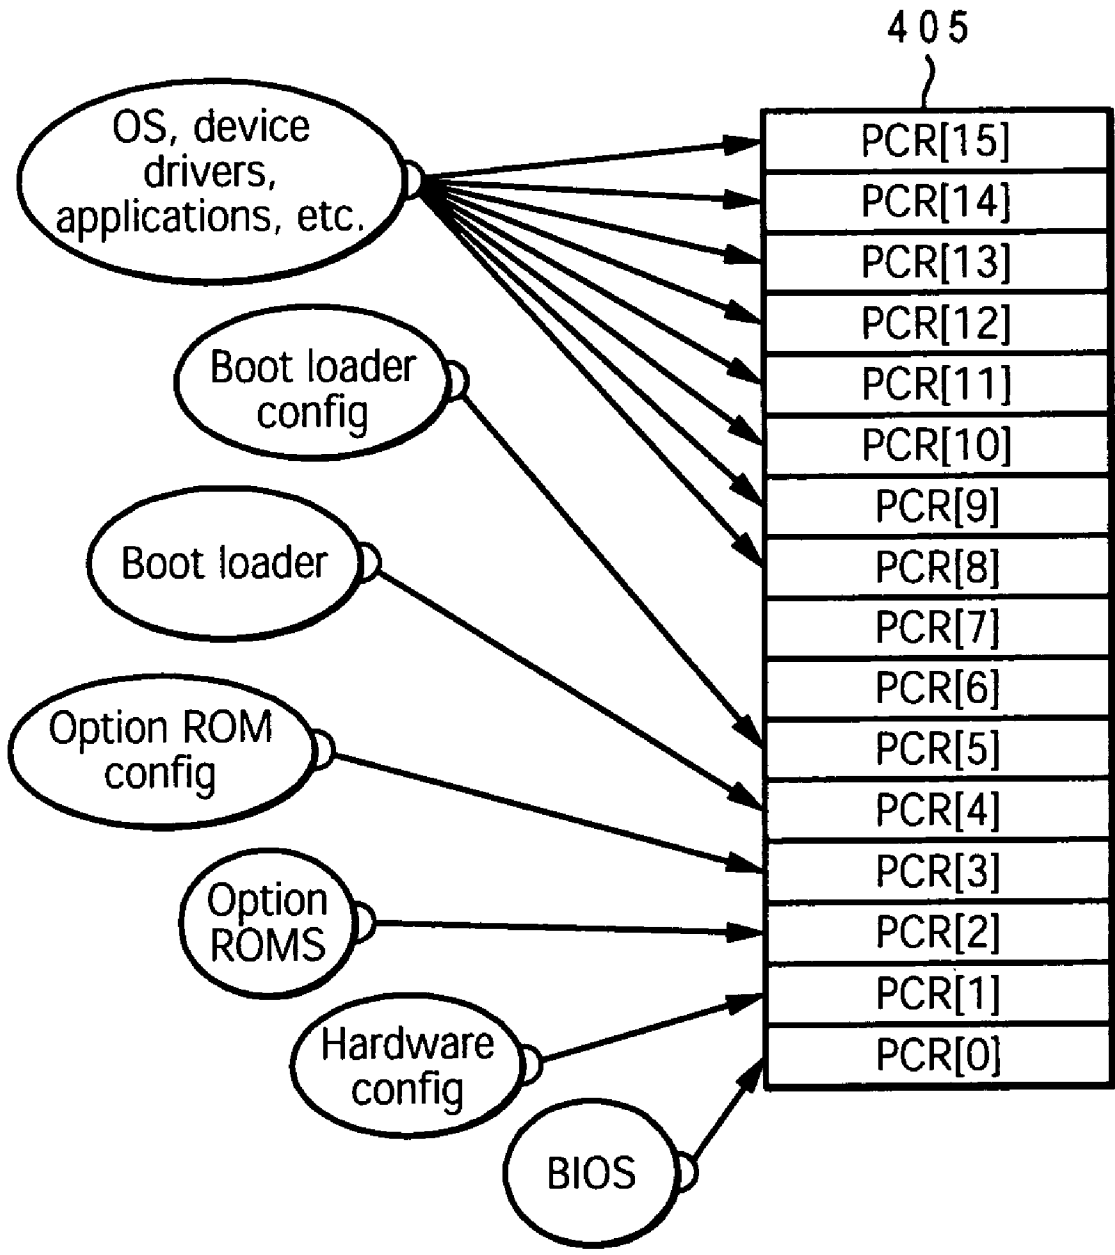 405
OS, device
drivers,
applications, etc.
Boot loader
config
Boot loader
Option ROM
config
Option
ROMS
Hardware
config
BIOS
PCR[15]
PCR[14]
PCR[13]
PCR[12]
PCR[11]
PCR[10]
PCR[9]
PCR[8]
PCR[7]
PCR[6]
PCR[5]
PCR[4]
PCR[3]
PCR[2]
PCR[1]
PCR[0]